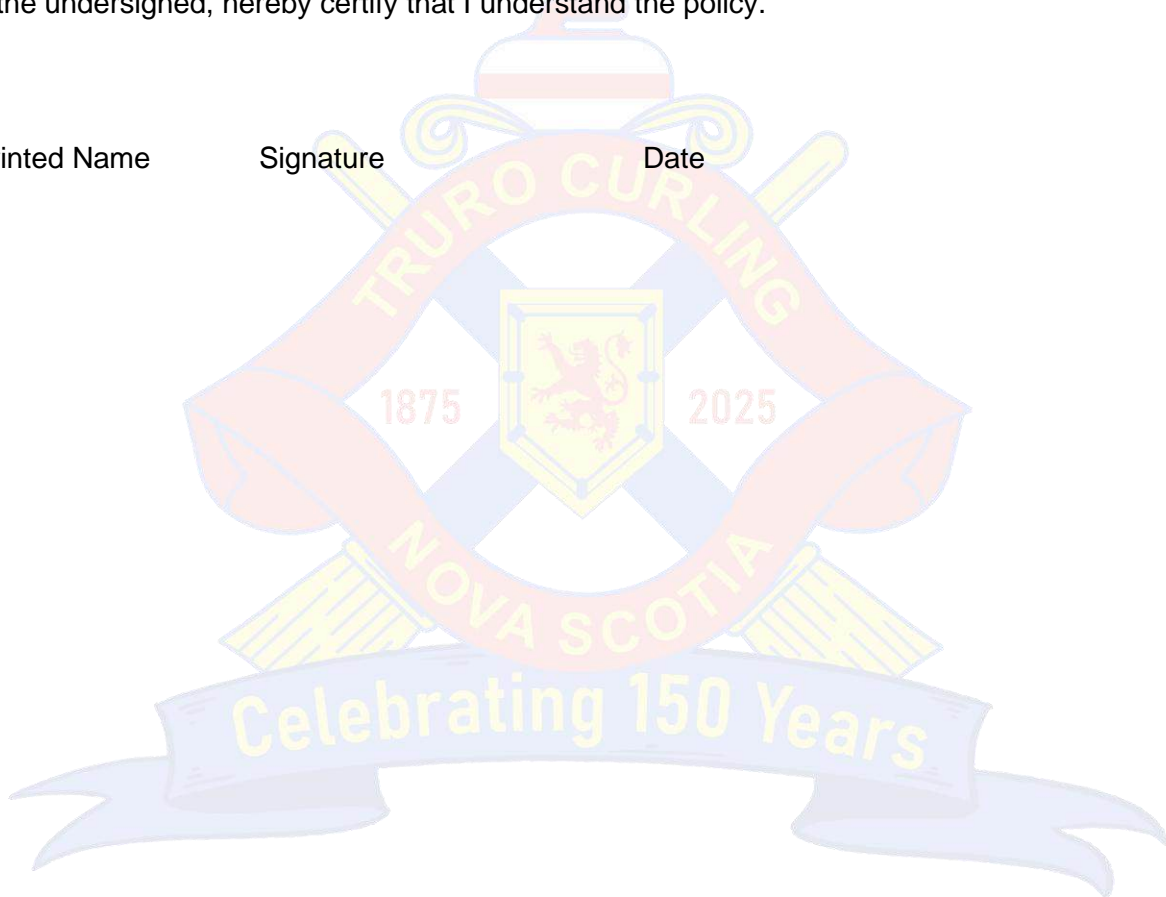 the undersigned, hereby certify that I understand the policy.
inted Name Signature Date
TRURO CURLING
1875 2025
NOVA SCOTIA
Celebrating 150 Years